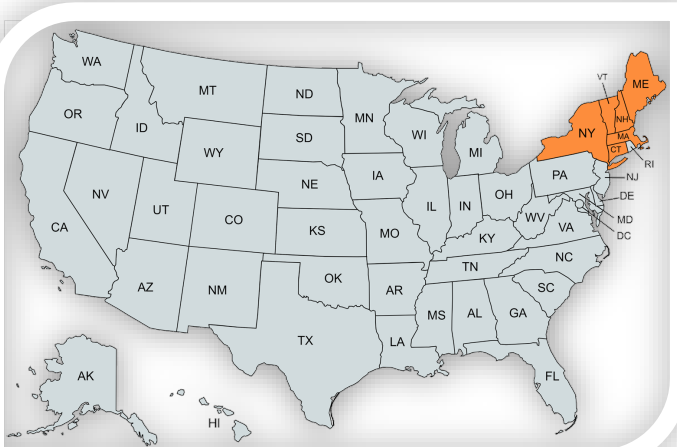 WA
MT
ND
MN
OR
ID
SD
WI
MI
WY
NE
IA
NV
UT
CO
KS
MO
IL
IN
OH
KY
WV
VA
CA
AZ
NM
OK
AR
TN
NC
SC
TX
LA
MS
AL
GA
FL
AK
HI
VT
ME
NH
NY
MA
CT
RI
PA
NJ
DE
MD
DC